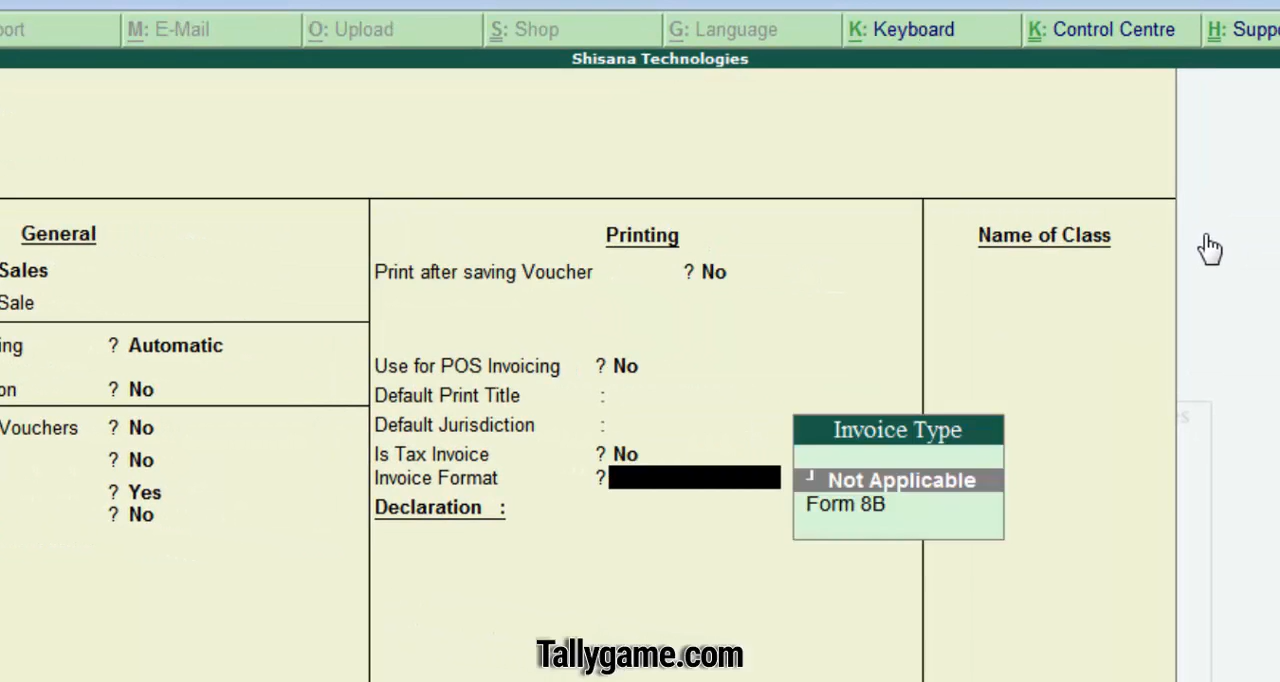 port M: E-Mail O: Upload S: Shop G: Language K: Keyboard K: Control Centre H: Supp
Shisana Technologies
General
Sales
Sale
ing ? Automatic
on ? No
Vouchers ? No
? No
? Yes
? No
Printing
Print after saving Voucher ? No
Use for POS Invoicing ? No
Default Print Title :
Default Jurisdiction :
Is Tax Invoice ? No
Invoice Format ?
Declaration :
Invoice Type
Not Applicable
Form 8B
Name of Class
Tallygame.com